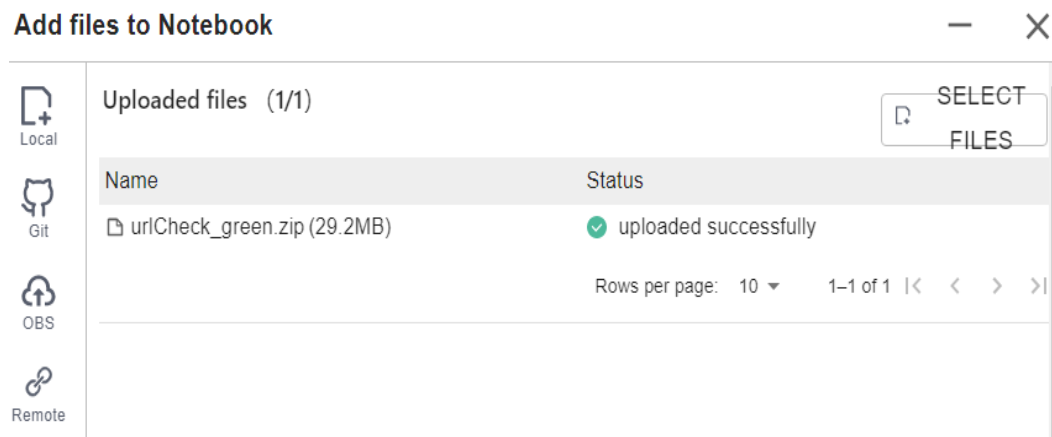 Add files to Notebook
Local
Git
OBS
Remote
Uploaded files (1/1)
SELECT
FILES
Name Status
urlCheck_green.zip (29.2MB) uploaded successfully
Rows per page: 10 1–1 of 1